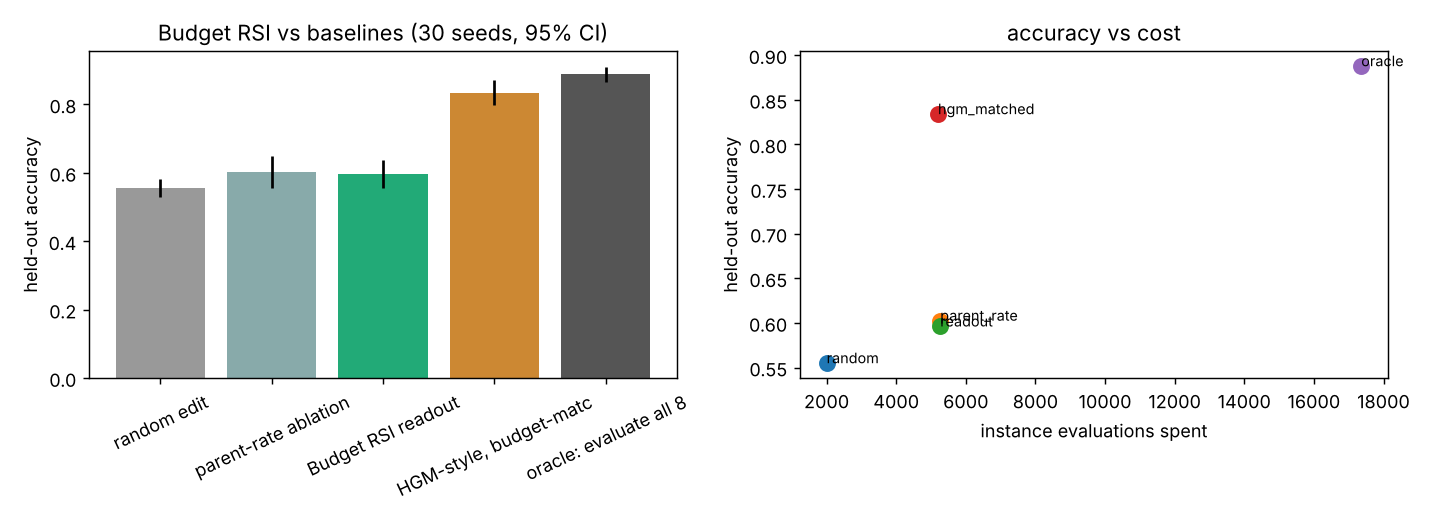 Budget RSI vs baselines (30 seeds, 95% CI)
held-out accuracy
0.8
0.6
0.4
0.2
0.0
random edit
parent-rate ablation
Budget RSI readout
HGM-style, budget-matc
oracle: evaluate all 8
accuracy vs cost
held-out accuracy
0.90
0.85
0.80
0.75
0.70
0.65
0.60
0.55
oracle
hgm_matched
parent_rate
readout
random
2000 4000 6000 8000 10000 12000 14000 16000 18000
instance evaluations spent